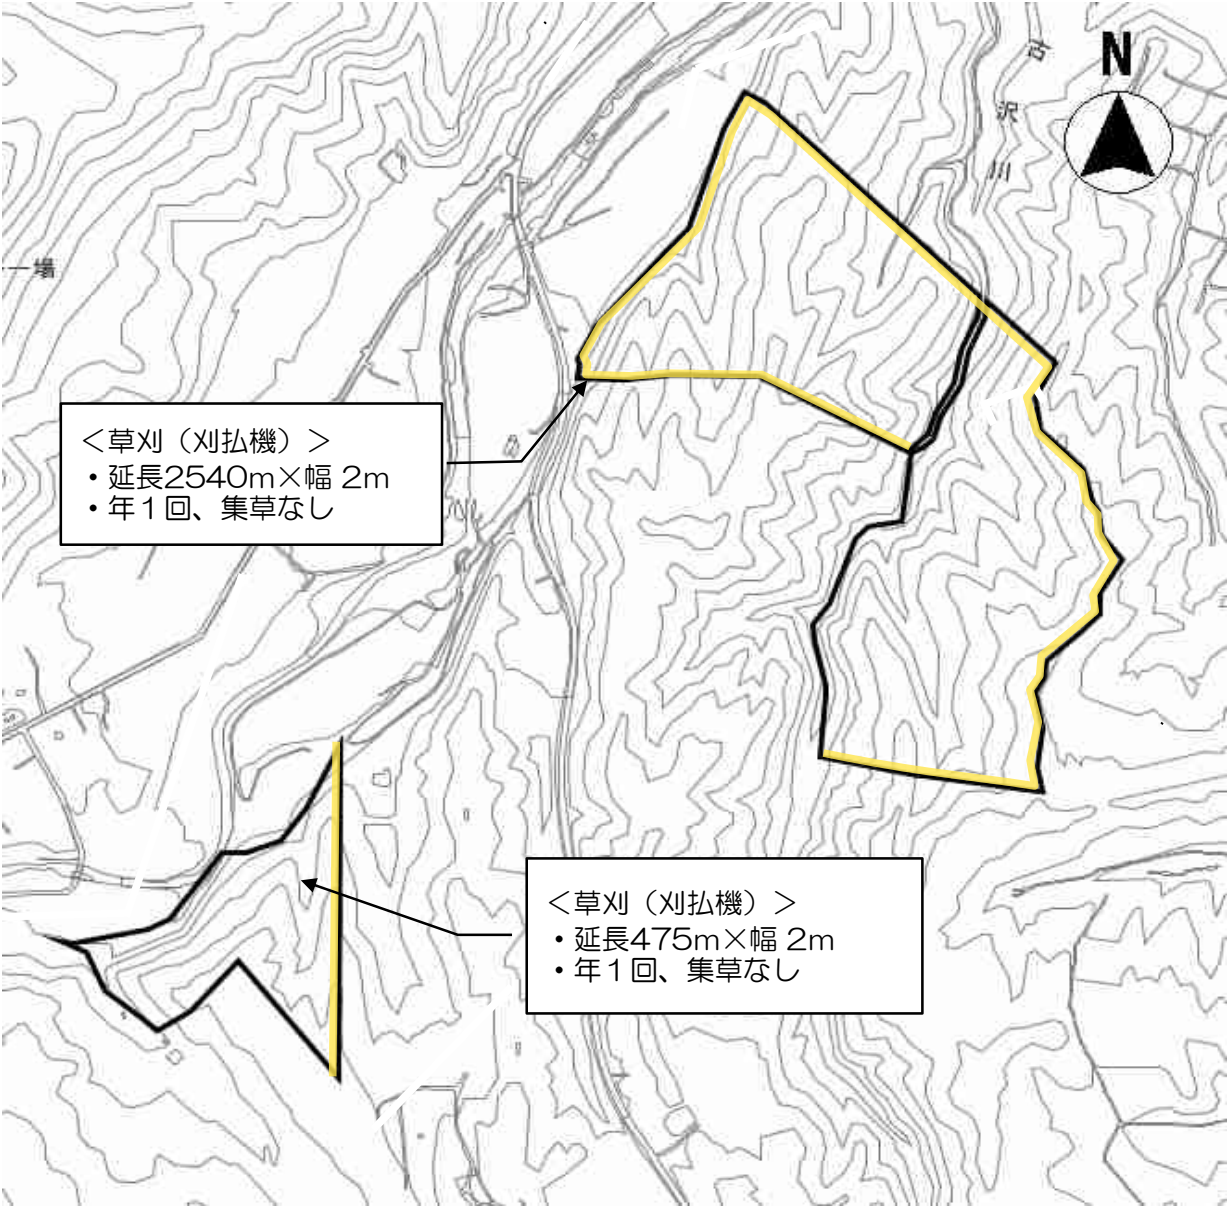 古
沢
川
N
一場
＜草刈（刈払機）＞
・延長2540m×幅 2m
・年１回、集草なし
＜草刈（刈払機）＞
・延長475m×幅 2m
・年１回、集草なし